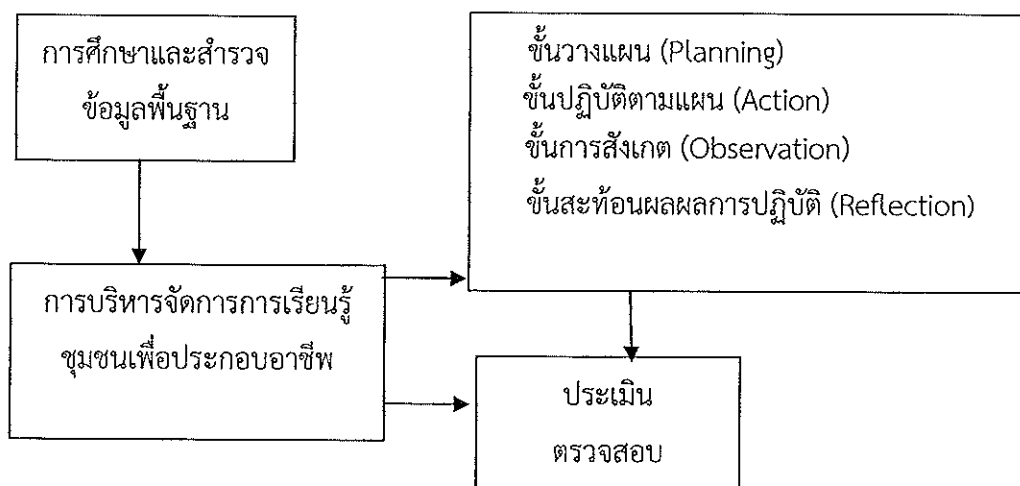 การศึกษาและสำรวจ
ข้อมูลพื้นฐาน
ขั้นวางแผน (Planning)
ขั้นปฏิบัติตามแผน (Action)
ขั้นการสังเกต (Observation)
ขั้นสะท้อนผลผลการปฏิบัติ (Reflection)
การบริหารจัดการการเรียนรู้
ชุมชนเพื่อประกอบอาชีพ
ประเมิน
ตรวจสอบ